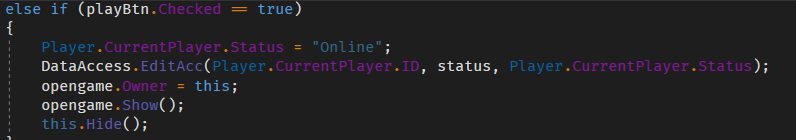 else if (playBtn.Checked == true)
{
Player.CurrentPlayer.Status = "Online";
DataAccess.EditAcc(Player.CurrentPlayer.ID, status, Player.CurrentPlayer.Status);
opengame.Owner = this;
opengame.Show();
this.Hide();